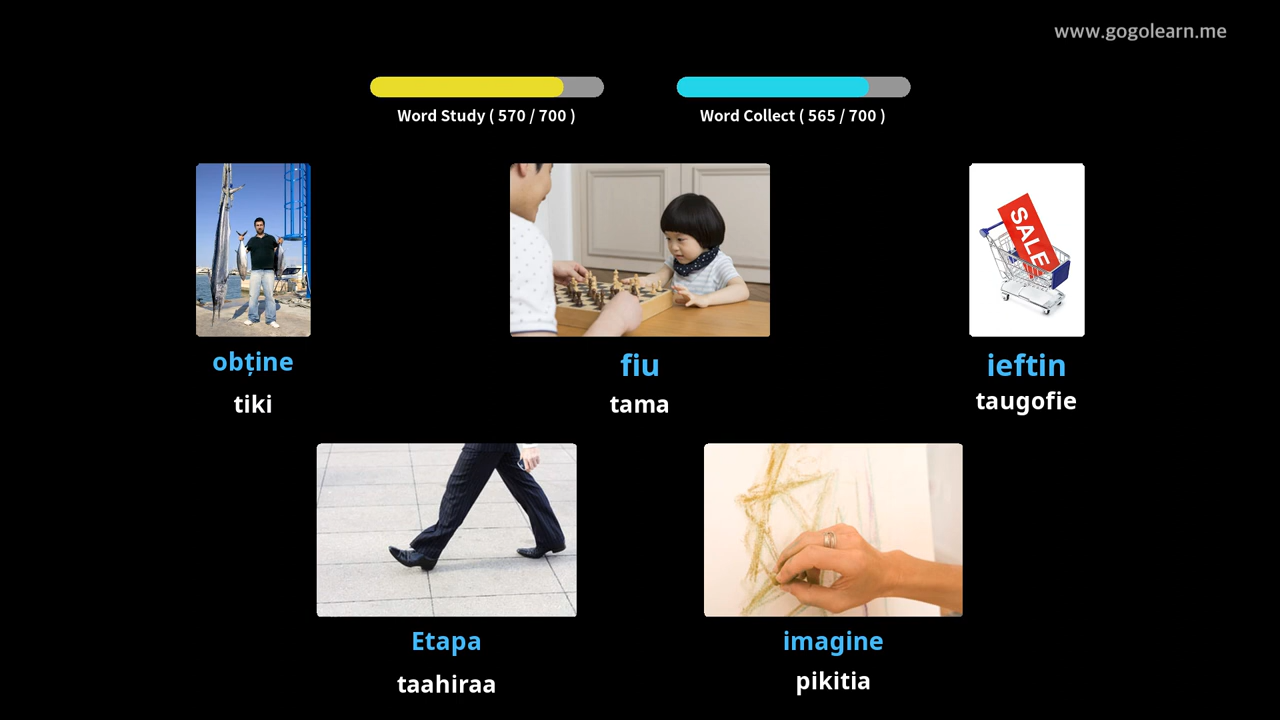 www.gogolearn.me
Word Study ( 570 / 700 )
Word Collect ( 565 / 700 )
SALE
obține
fiu
ieftin
tiki
tama
taugofie
Etapa
imagine
taahiraa
pikitia